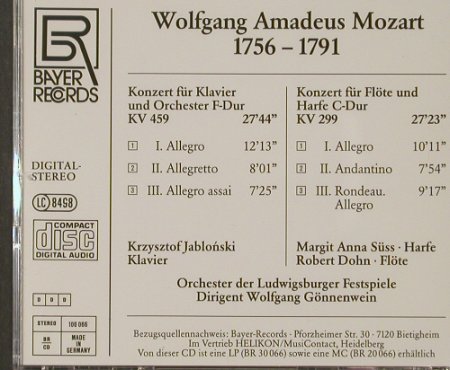 BAYER
RECORDS
DIGITAL-
STEREO
LC 8498
COMPACT
disc
DIGITAL AUDIO
D D D
STEREO
100 066
BR
CD
MADE IN
GERMANY
Wolfgang Amadeus Mozart
1756 – 1791
Konzert für Klavier
und Orchester F-Dur
KV 459 27'44"
1 I. Allegro 12'13"
2 II. Allegretto 8'01"
3 III. Allegro assai 7'25"
Krzysztof Jabloński
Klavier
Konzert für Flöte und
Harfe C-Dur
KV 299 27'23"
1 I. Allegro 10'11"
2 II. Andantino 7'54"
3 III. Rondeau. 9'17"
Allegro
Margit Anna Süss · Harfe
Robert Dohn · Flöte
Orchester der Ludwigsburger Festspiele
Dirigent Wolfgang Gönnenwein
Bezugsquellennachweis: Bayer-Records - Pforzheimer Str. 30 - 7120 Bietigheim
Im Vertrieb HELIKON/MusiContact, Heidelberg
Von dieser CD ist eine LP (BR 30 066) sowie eine MC (BR 20 066) erhältlich